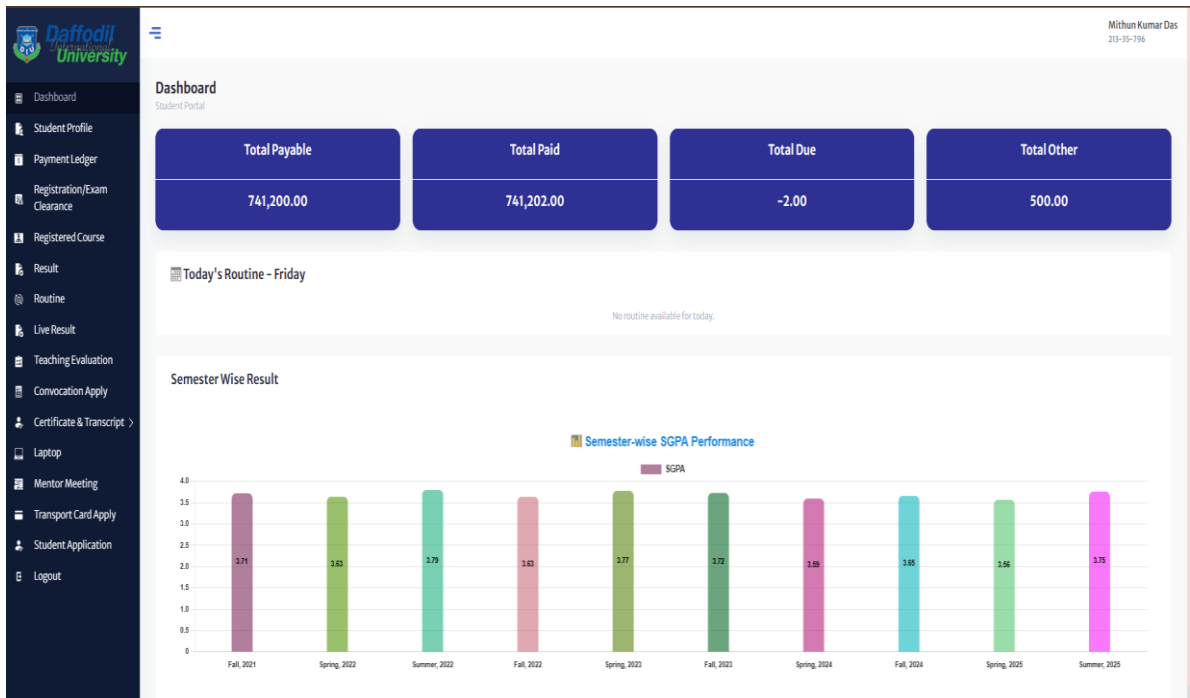 Daffodil
International
University
Mithun Kumar Das
213-35-796
Dashboard
Student Profile
Payment Ledger
Registration/Exam
Clearance
Registered Course
Result
Routine
Live Result
Teaching Evaluation
Convocation Apply
Certificate & Transcript >
Laptop
Mentor Meeting
Transport Card Apply
Student Application
Logout
Dashboard
Student Portal
Total Payable
741,200.00
Total Paid
741,202.00
Total Due
-2.00
Total Other
500.00
Today's Routine - Friday
No routine available for today.
Semester Wise Result
Semester-wise SGPA Performance
SGPA
4.0
3.5
3.0
2.5
2.0
1.5
1.0
0.5
0
3.71 3.63 3.79 3.63 3.77 3.72 3.59 3.65 3.56 3.75
Fall, 2021 Spring, 2022 Summer, 2022 Fall, 2022 Spring, 2023 Fall, 2023 Spring, 2024 Fall, 2024 Spring, 2025 Summer, 2025